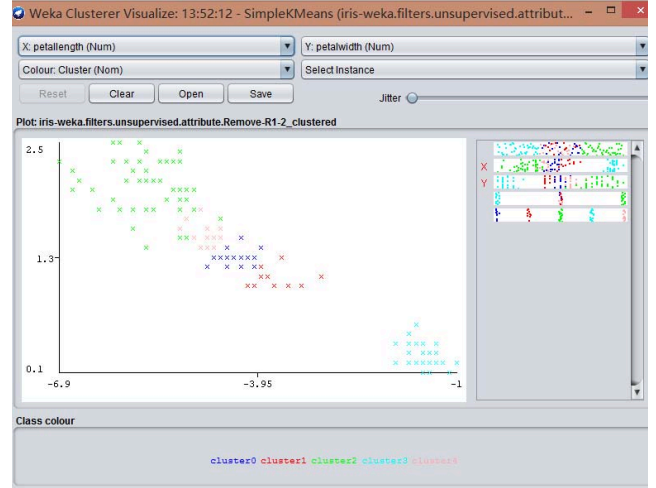 Weka Clusterer Visualize: 13:52:12 - SimpleKMeans (iris-weka.filters.unsupervised.attribut...
X: petallength (Num)
Y: petalwidth (Num)
Colour: Cluster (Nom)
Select Instance
Reset
Clear
Open
Save
Jitter
Plot: iris-weka.filters.unsupervised.attribute.Remove-R1-2_clustered
2.5
1.3
0.1
-6.9
-3.95
-1
X
Y
Class colour
cluster0 cluster1 cluster2 cluster3 cluster4